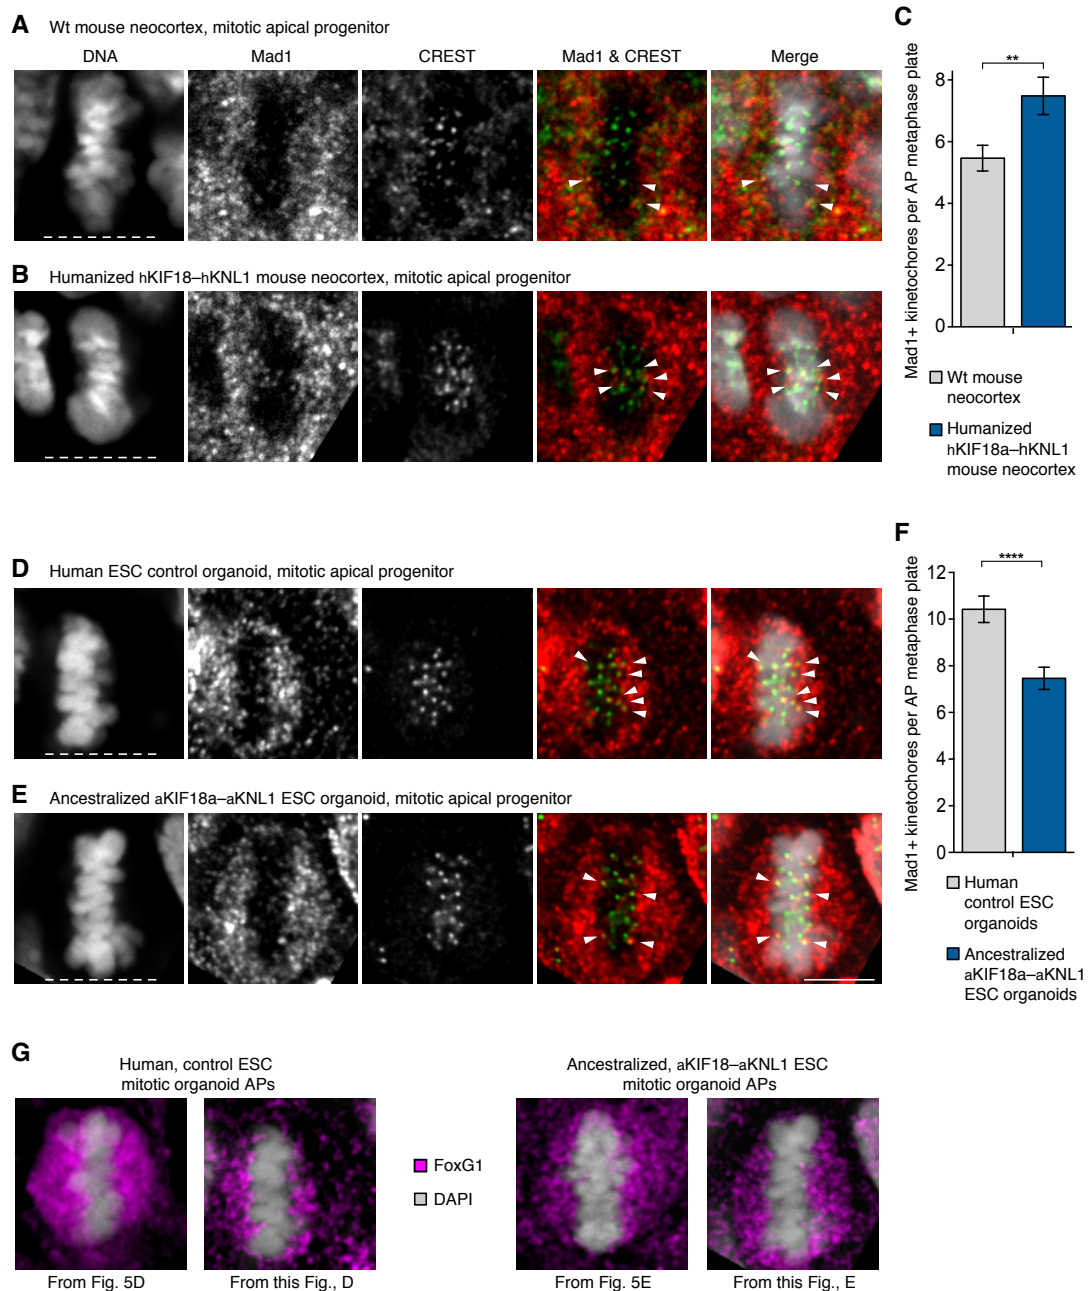 A Wt mouse neocortex, mitotic apical progenitor
DNA Mad1 CREST Mad1 & CREST Merge
B Humanized hKIF18–hKNL1 mouse neocortex, mitotic apical progenitor
C
Mad1+ kinetochores per AP metaphase plate
**
8
6
4
2
0
Wt mouse
neocortex
Humanized
hKIF18a–hKNL1
mouse neocortex
D Human ESC control organoid, mitotic apical progenitor
E Ancestralized aKIF18a–aKNL1 ESC organoid, mitotic apical progenitor
F
Mad1+ kinetochores per AP metaphase plate
****
12
10
8
6
4
2
0
Human
control ESC
organoids
Ancestralized
aKIF18a–aKNL1
ESC organoids
G
Human, control ESC
mitotic organoid APs
From Fig. 5D From this Fig., D
FoxG1
DAPI
Ancestralized, aKIF18–aKNL1 ESC
mitotic organoid APs
From Fig. 5E From this Fig., E